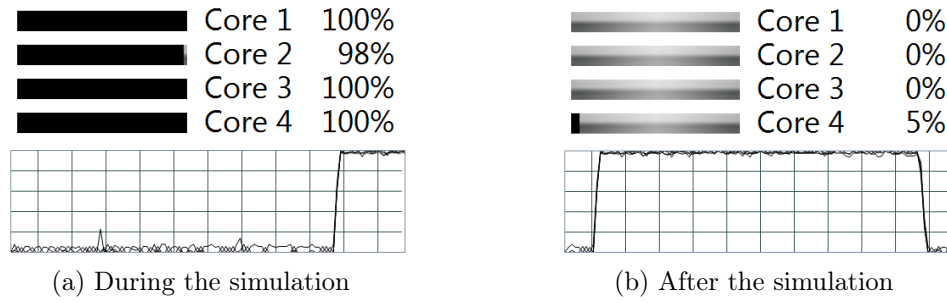 Core 1 100%
Core 2 98%
Core 3 100%
Core 4 100%
(a) During the simulation
Core 1 0%
Core 2 0%
Core 3 0%
Core 4 5%
(b) After the simulation